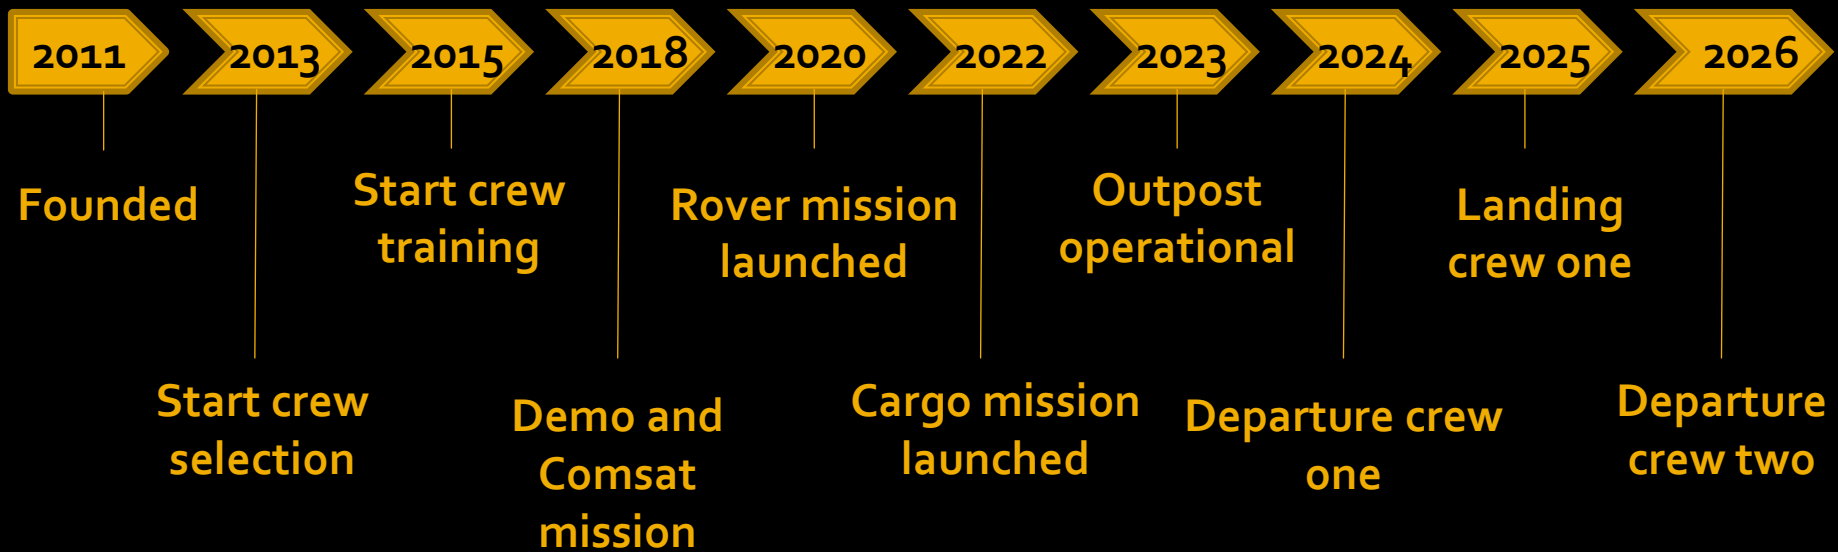 2011
2013
2015
2018
2020
2022
2023
2024
2025
2026
Founded
Start crew
training
Rover mission
launched
Outpost
operational
Landing
crew one
Start crew
selection
Demo and
Comsat
mission
Cargo mission
launched
Departure crew
one
Departure
crew two